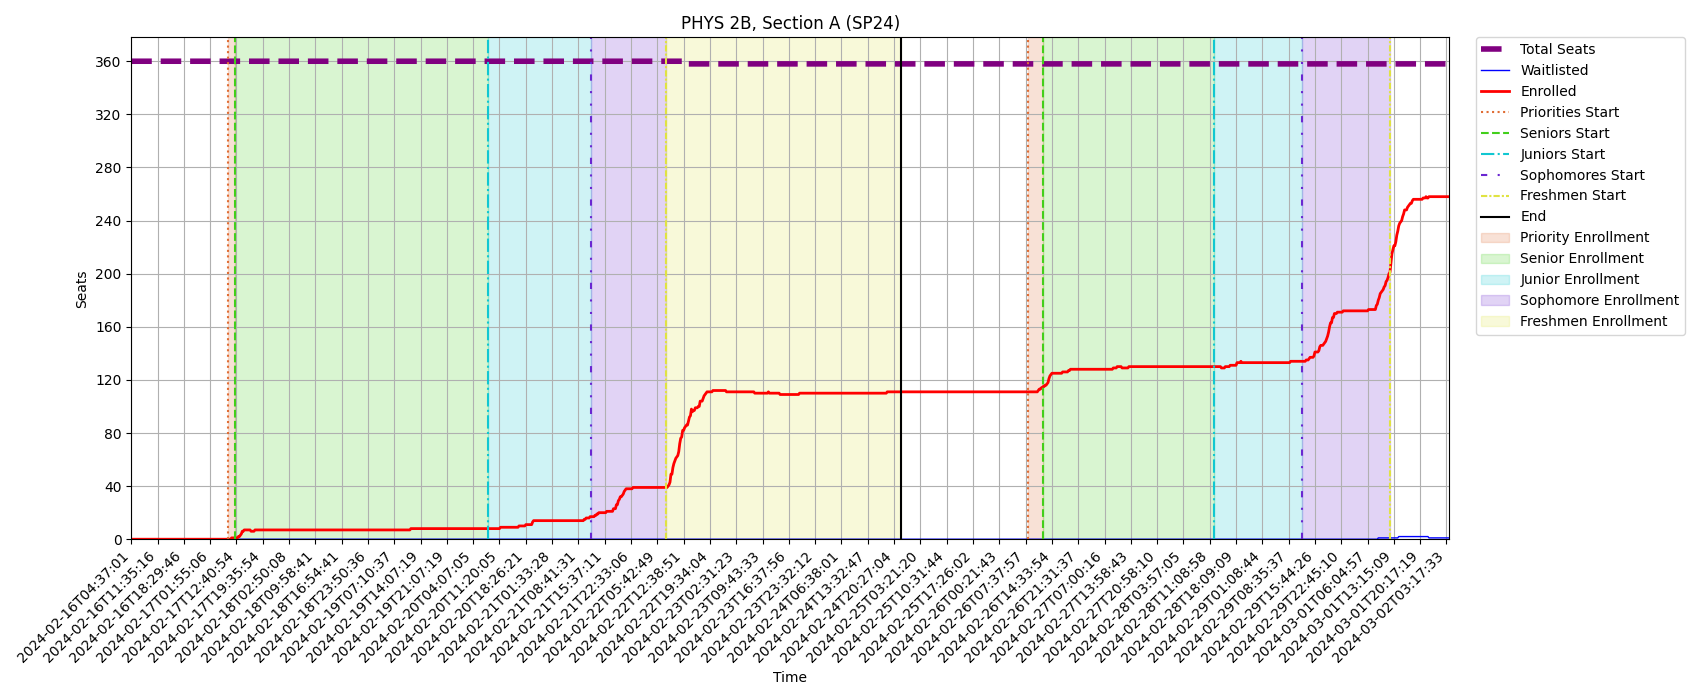 PHYS 2B, Section A (SP24)
Seats
360
320
280
240
200
160
120
80
40
0
2024-02-16T04:37:01
2024-02-16T11:35:16
2024-02-16T18:29:46
2024-02-17T01:55:06
2024-02-17T12:40:54
2024-02-17T19:35:54
2024-02-18T02:50:08
2024-02-18T09:58:41
2024-02-18T16:54:41
2024-02-18T23:50:36
2024-02-19T07:10:37
2024-02-19T14:07:19
2024-02-19T21:07:19
2024-02-20T04:07:05
2024-02-20T11:20:05
2024-02-20T18:26:21
2024-02-21T01:33:28
2024-02-21T08:41:31
2024-02-21T15:37:11
2024-02-21T22:33:06
2024-02-22T05:42:49
2024-02-22T12:38:51
2024-02-22T19:34:04
2024-02-23T02:31:23
2024-02-23T09:43:33
2024-02-23T16:37:56
2024-02-23T23:32:12
2024-02-24T06:38:01
2024-02-24T13:32:47
2024-02-24T20:27:04
2024-02-25T03:21:20
2024-02-25T10:31:44
2024-02-25T17:26:02
2024-02-26T00:21:43
2024-02-26T07:37:57
2024-02-26T14:33:54
2024-02-26T21:31:37
2024-02-27T07:00:16
2024-02-27T13:58:43
2024-02-27T20:58:10
2024-02-28T03:57:05
2024-02-28T11:08:58
2024-02-28T18:09:09
2024-02-29T01:08:44
2024-02-29T08:35:37
2024-02-29T15:44:26
2024-02-29T22:45:10
2024-03-01T06:04:57
2024-03-01T13:15:09
2024-03-01T20:17:19
2024-03-02T03:17:33
Time
Total Seats
Waitlisted
Enrolled
Priorities Start
Seniors Start
Juniors Start
Sophomores Start
Freshmen Start
End
Priority Enrollment
Senior Enrollment
Junior Enrollment
Sophomore Enrollment
Freshmen Enrollment